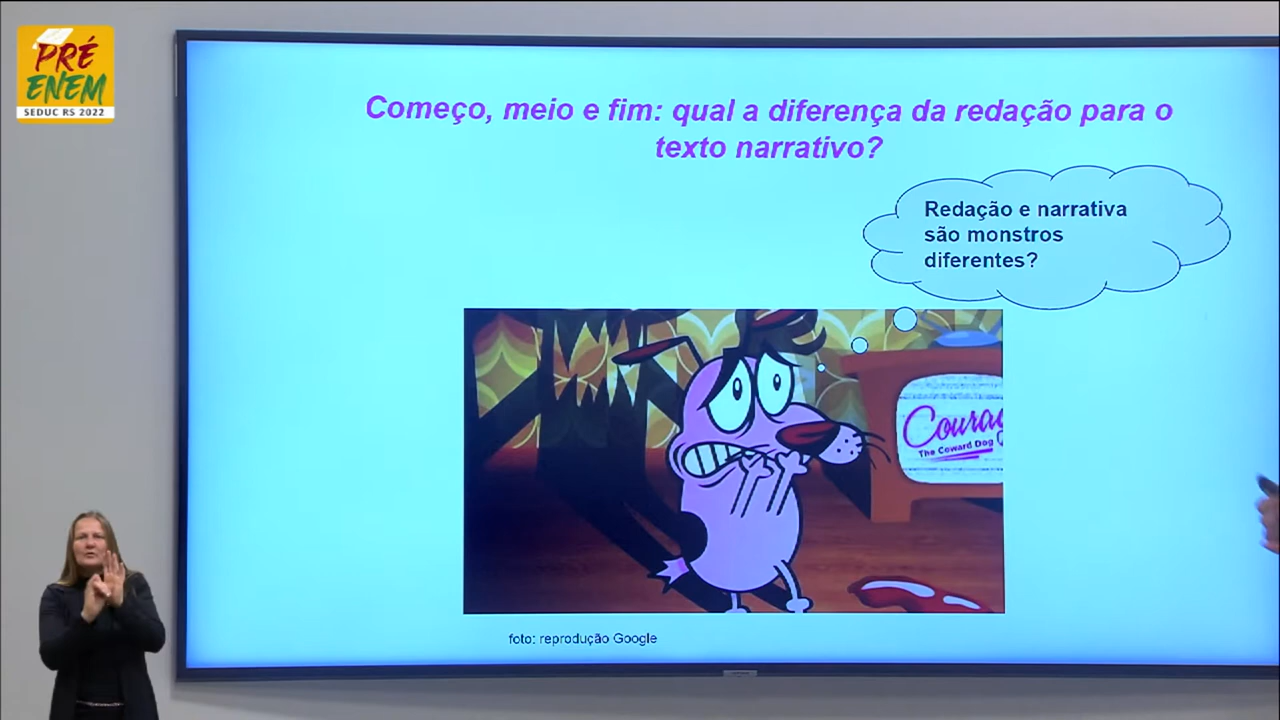 PRÉ
ENEM
SEDUC RS 2022
Começo, meio e fim: qual a diferença da redação para o
texto narrativo?
Redação e narrativa
são monstros
diferentes?
The Coward Dog
foto: reprodução Google